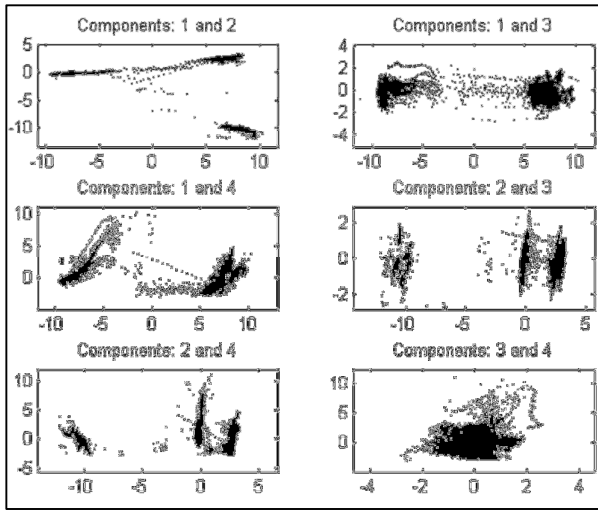 Components: 1 and 2
5
0
-5
-10
-10 -5 0 5 10
Components: 1 and 3
4
2
0
-2
-4
-10 -5 0 5 10
Components: 1 and 4
10
5
0
-10 -5 0 5 10
Components: 2 and 3
2
0
-2
-10 -5 0 5
Components: 2 and 4
10
5
0
-5
-10 -5 0 5
Components: 3 and 4
10
5
0
-4 -2 0 2 4